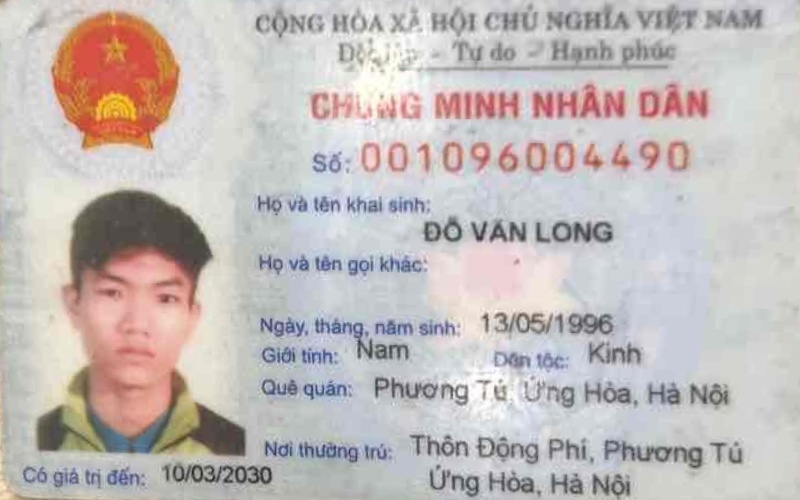 CỘNG HÒA XÃ HỘI CHỦ NGHĨA VIỆT NAM
Độc lập - Tự do - Hạnh phúc
CHỨNG MINH NHÂN DÂN
Số: 001096004490
Họ và tên khai sinh:
ĐỖ VĂN LONG
Họ và tên gọi khác:
Ngày, tháng, năm sinh: 13/05/1996
Giới tính: Nam Dân tộc: Kinh
Quê quán: Phương Tú, Ứng Hòa, Hà Nội
Nơi thường trú: Thôn Động Phí, Phương Tú
Ứng Hòa, Hà Nội
Có giá trị đến: 10/03/2030